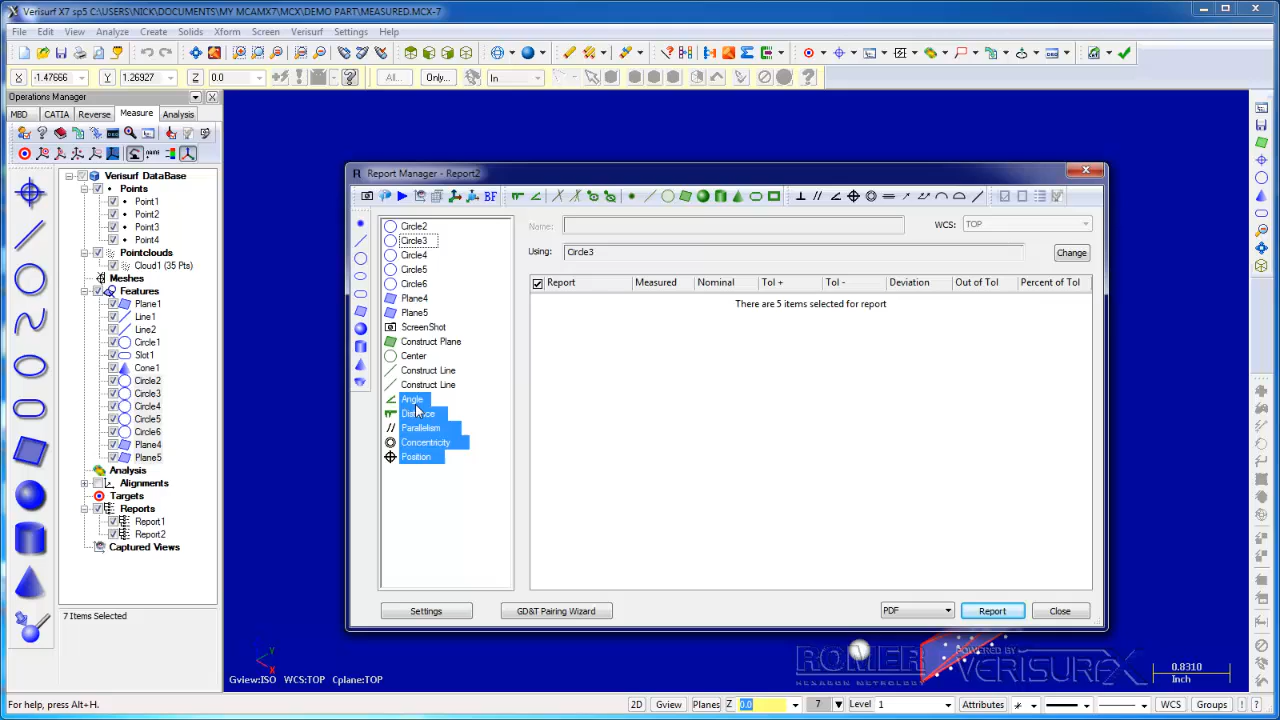 Verisurf X7 sp5 C:\USERS\NICK\DOCUMENTS\MY MCAMX7\MCX\DEMO PART\MEASURED.MCX-7
File Edit View Analyze Create Solids Xform Screen Verisurf Settings Help
X -1.47666 Y 1.26927 Z 0.0 All... Only... In
Operations Manager
MBD CATIA Reverse Measure Analysis
Verisurf DataBase
Points
Point1
Point2
Point3
Point4
Pointclouds
Cloud1 (35 Pts)
Meshes
Features
Plane1
Line1
Line2
Circle1
Slot1
Cone1
Circle2
Circle3
Circle4
Circle5
Circle6
Plane4
Plane5
Analysis
Alignments
Targets
Reports
Report1
Report2
Captured Views
7 Items Selected
R Report Manager - Report2
BF
Circle2
Circle3
Circle4
Circle5
Circle6
Plane4
Plane5
ScreenShot
Construct Plane
Center
Construct Line
Construct Line
Angle
Distance
Parallelism
Concentricity
Position
Name: WCS: TOP
Using: Circle3 Change
Report Measured Nominal Tol + Tol - Deviation Out of Tol Percent of Tol
There are 5 items selected for report
Settings GD&T Pairing Wizard PDF Report Close
ROMER
HEXAGON METROLOGY
POWERED BY
VERISURF X
0.8310
Inch
Y
X
Z
Gview:ISO WCS:TOP Cplane:TOP
For help, press Alt+H. 2D Gview Planes Z 0.0 7 Level 1 Attributes WCS Groups ! ?